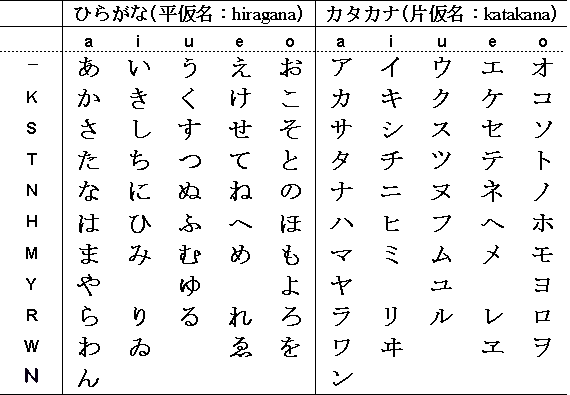 ひらがな(平仮名：hiragana) カタカナ(片仮名：katakana)
a i u e o a i u e o
– あ い う え お ア イ ウ エ オ
K か き く け こ カ キ ク ケ コ
S さ し す せ そ サ シ ス セ ソ
T た ち つ て と タ チ ツ テ ト
N な に ぬ ね の ナ ニ ヌ ネ ノ
H は ひ ふ へ ほ ハ ヒ フ ヘ ホ
M ま み む め も マ ミ ム メ モ
Y や ゆ よ ヤ ユ ヨ
R ら り る れ ろ ラ リ ル レ ロ
W わ ゐ ゑ を ワ ヰ ヱ ヲ
N ん ン